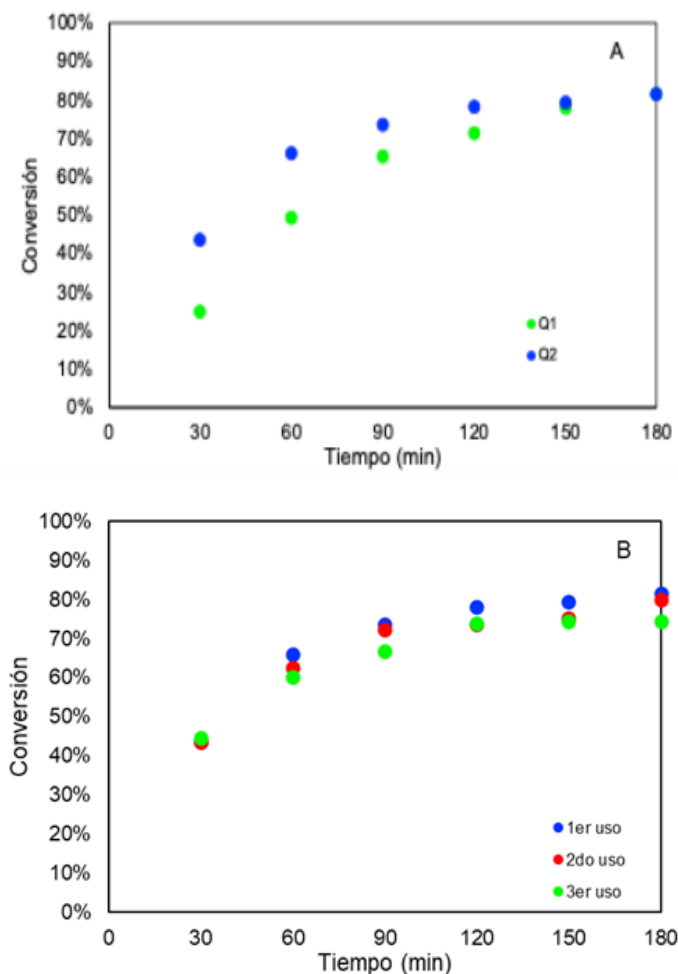 100%
90%
80%
70%
60%
50%
40%
30%
20%
10%
0%
Conversión
A
Q1
Q2
0 30 60 90 120 150 180
Tiempo (min)
100%
90%
80%
70%
60%
50%
40%
30%
20%
10%
0%
Conversión
B
1er uso
2do uso
3er uso
0 30 60 90 120 150 180
Tiempo (min)